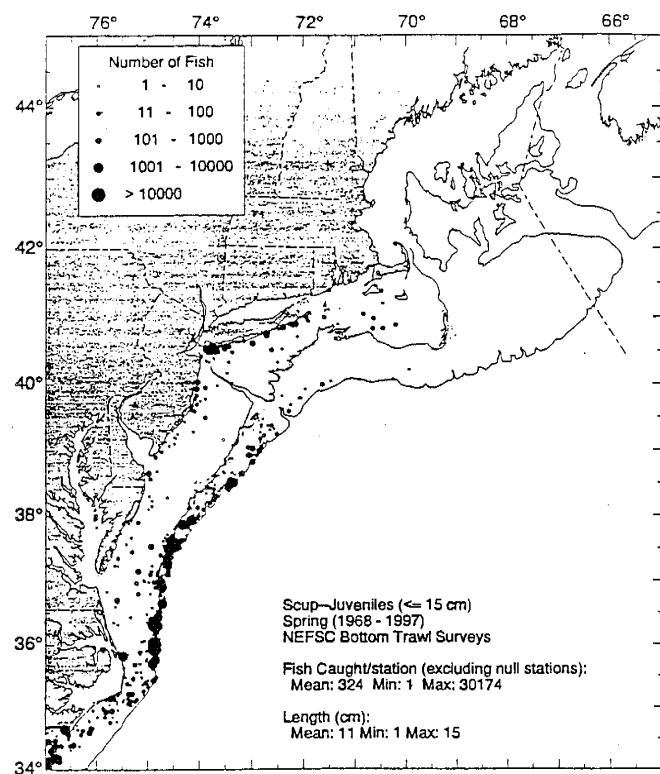 76° 74° 72° 70° 68° 66°
Number of Fish
1 - 10
11 - 100
101 - 1000
1001 - 10000
> 10000
44°
42°
40°
38°
36°
34°
Scup-Juveniles (<= 15 cm)
Spring (1968 - 1997)
NEFSC Bottom Trawl Surveys
Fish Caught/station (excluding null stations):
Mean: 324 Min: 1 Max: 30174
Length (cm):
Mean: 11 Min: 1 Max: 15